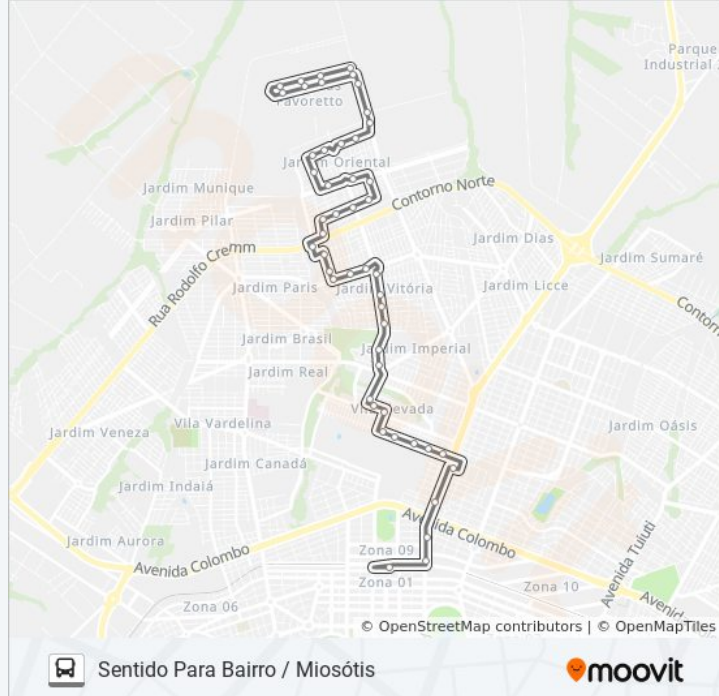 Parque
Industrial
Favoretto
Jardim Oriental
Jardim Munique
Contorno Norte
Jardim Pilar
Jardim Dias
Jardim Sumaré
Rua Rodolfo Cremm
Jardim Paris
Jardim Vitória
Jardim Licce
Contorno
Jardim Brasil
Jardim Imperial
Jardim Real
Vila Nevada
Vila Vardelina
Jardim Oásis
Jardim Veneza
Jardim Canadá
Jardim Indaiá
Avenida Colombo
Avenida Tuiuti
Jardim Aurora
Avenida Colombo
Zona 09
Zona 01
Zona 10
Zona 06
© OpenStreetMap contributors | © OpenMapTiles
Sentido Para Bairro / Miosótis
moovit